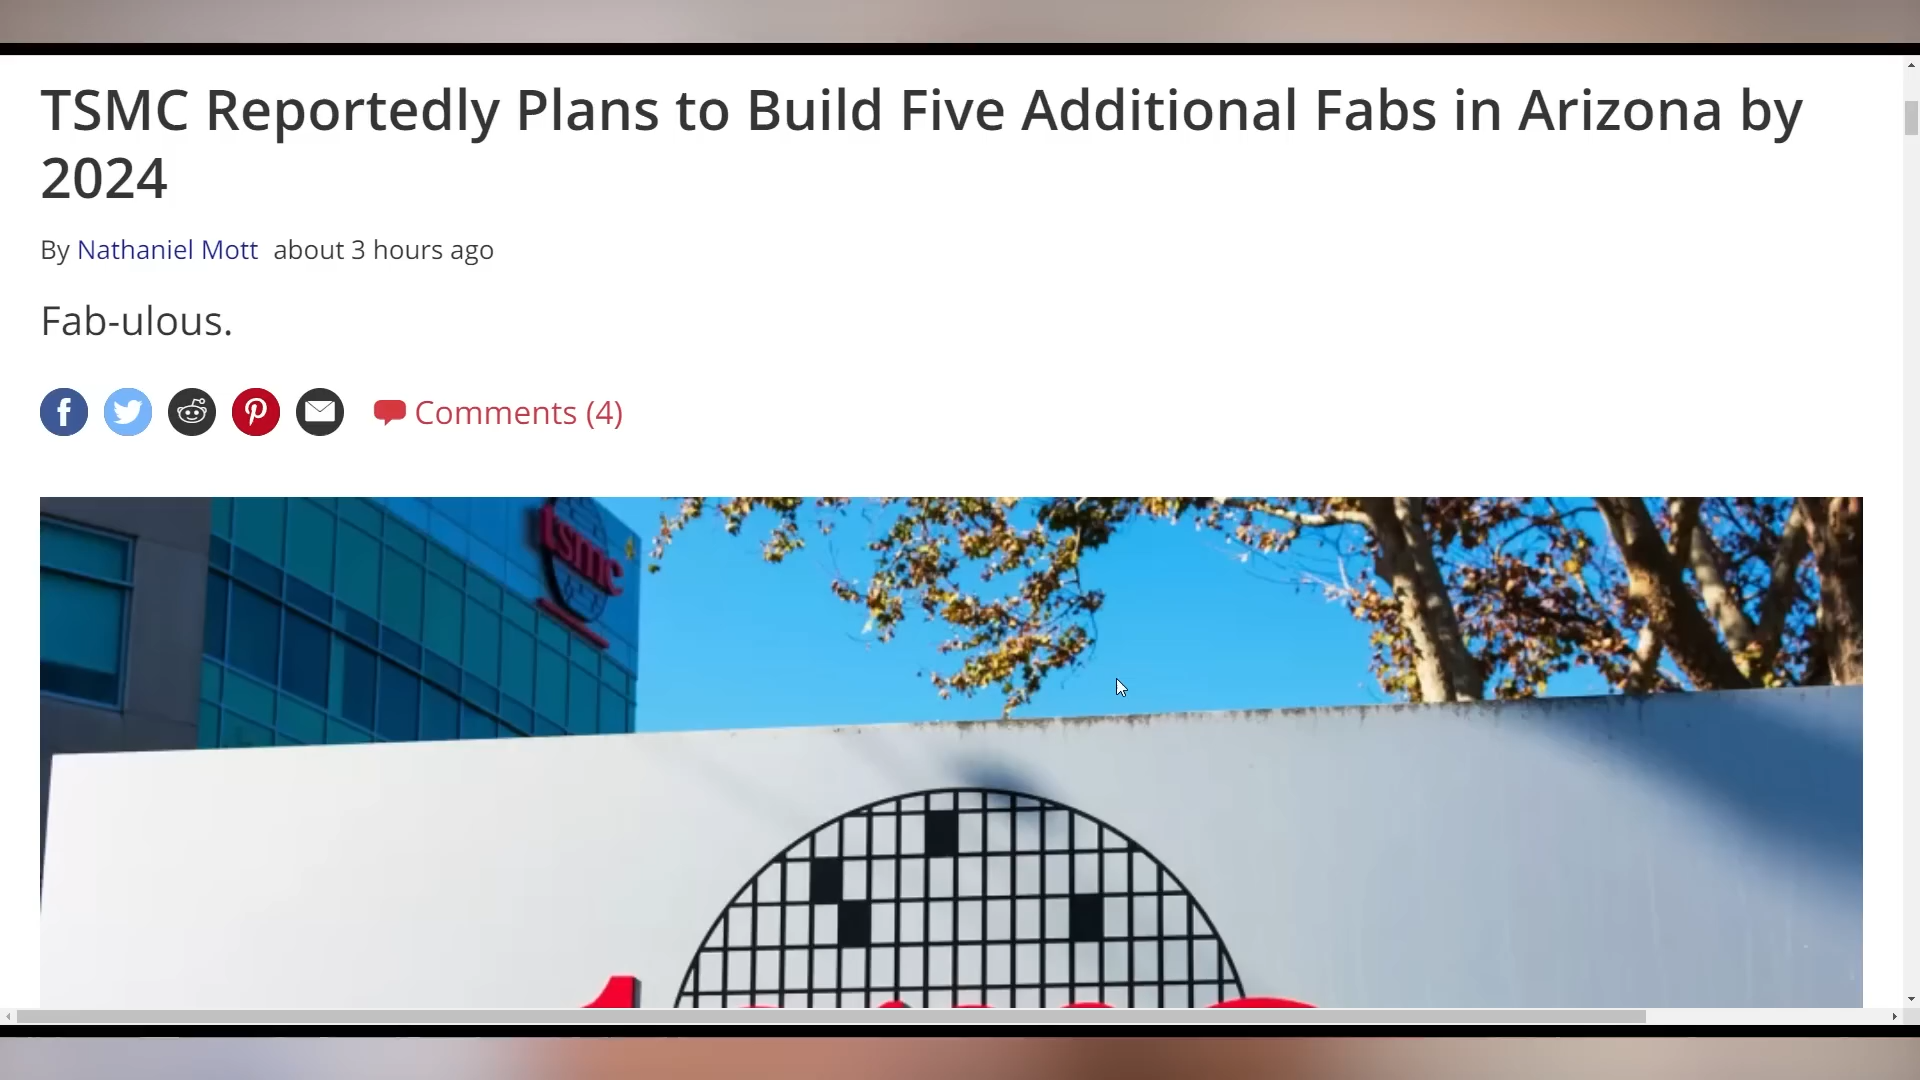 TSMC Reportedly Plans to Build Five Additional Fabs in Arizona by
2024
By Nathaniel Mott about 3 hours ago
Fab-ulous.
Comments (4)
tsmc